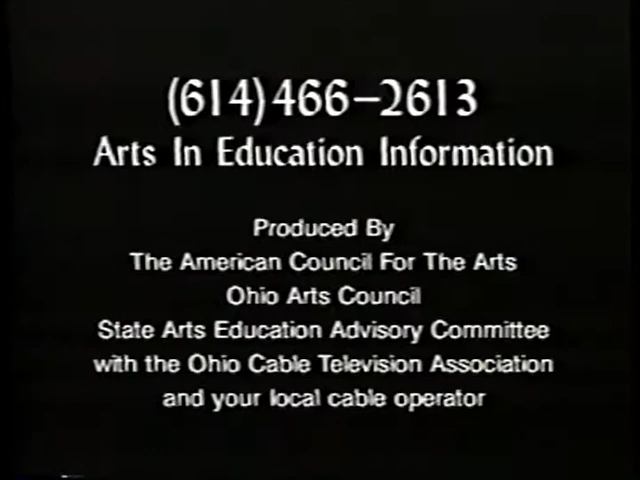 (614)466-2613
Arts In Education Information
Produced By
The American Council For The Arts
Ohio Arts Council
State Arts Education Advisory Committee
with the Ohio Cable Television Association
and your local cable operator